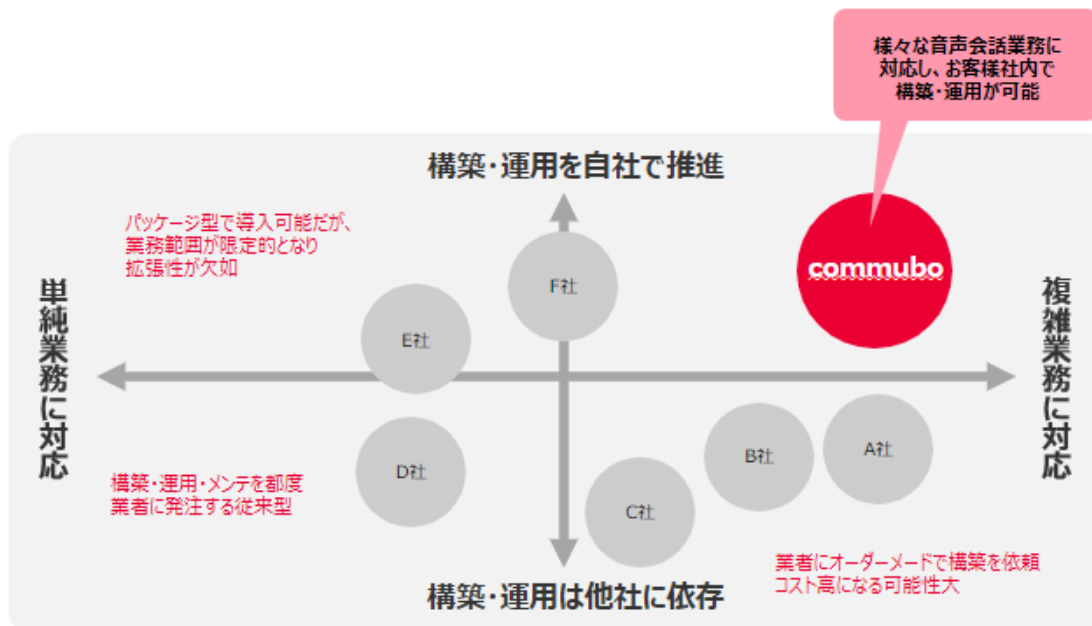 様々な音声会話業務に
対応し、お客様社内で
構築・運用が可能
構築・運用を自社で推進
パッケージ型で導入可能だが、
業務範囲が限定的となり
拡張性が欠如
commubo
F社
E社
単純業務に対応
複雑業務に対応
D社
B社
A社
C社
構築・運用・メンテを都度
業者に発注する従来型
業者にオーダーメードで構築を依頼
コスト高になる可能性大
構築・運用は他社に依存